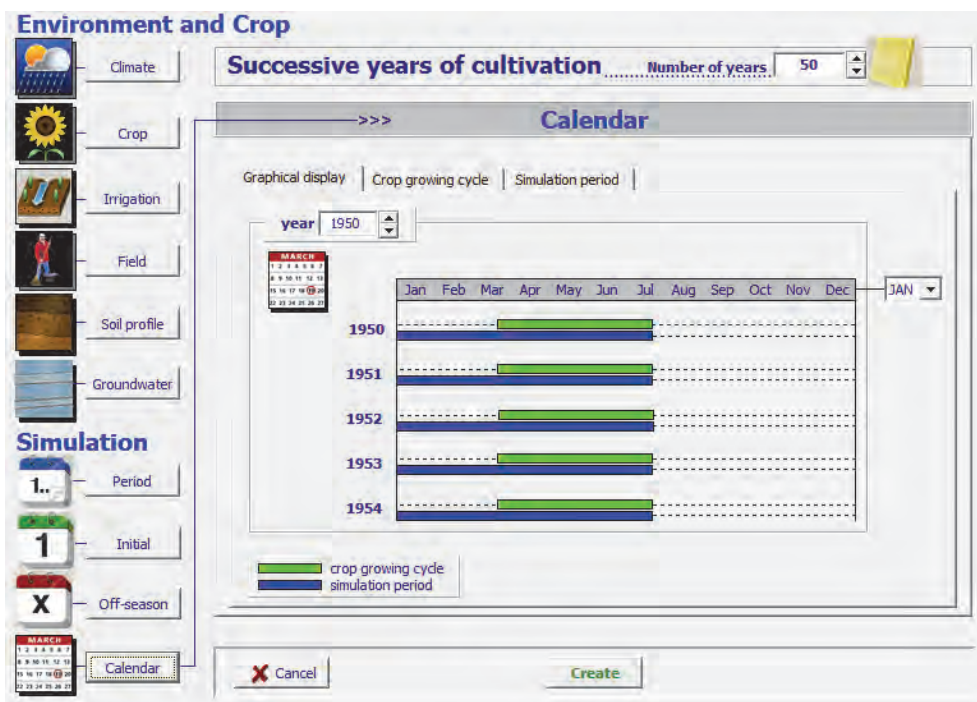 Environment and Crop
Climate
Crop
Irrigation
Field
Soil profile
Groundwater
Simulation
1..
Period
1
Initial
X
Off-season
MARCH
Calendar
Successive years of cultivation Number of years 50
>>> Calendar
Graphical display Crop growing cycle Simulation period
year 1950
MARCH
Jan Feb Mar Apr May Jun Jul Aug Sep Oct Nov Dec JAN
1950
1951
1952
1953
1954
crop growing cycle
simulation period
Cancel Create